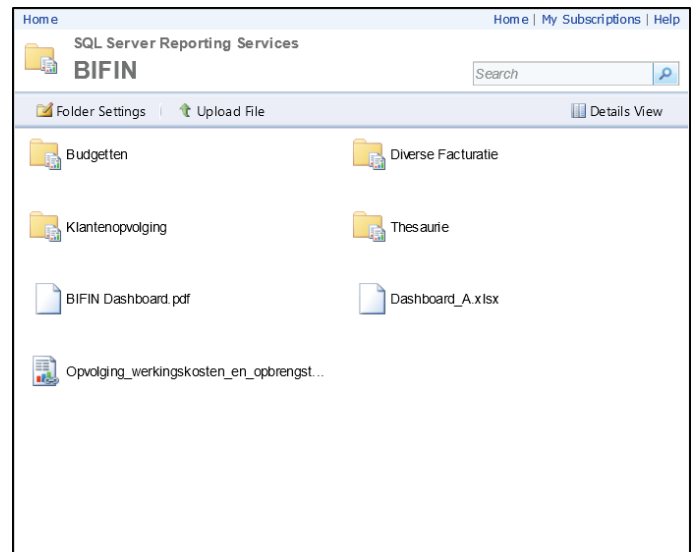 Home
Home | My Subscriptions | Help
SQL Server Reporting Services
BIFIN
Search
Folder Settings | Upload File
Details View
Budgetten
Diverse Facturatie
Klantenopvolging
Thesaurie
BIFIN Dashboard.pdf
Dashboard_A.xlsx
Opvolging_werkingskosten_en_opbrengst...